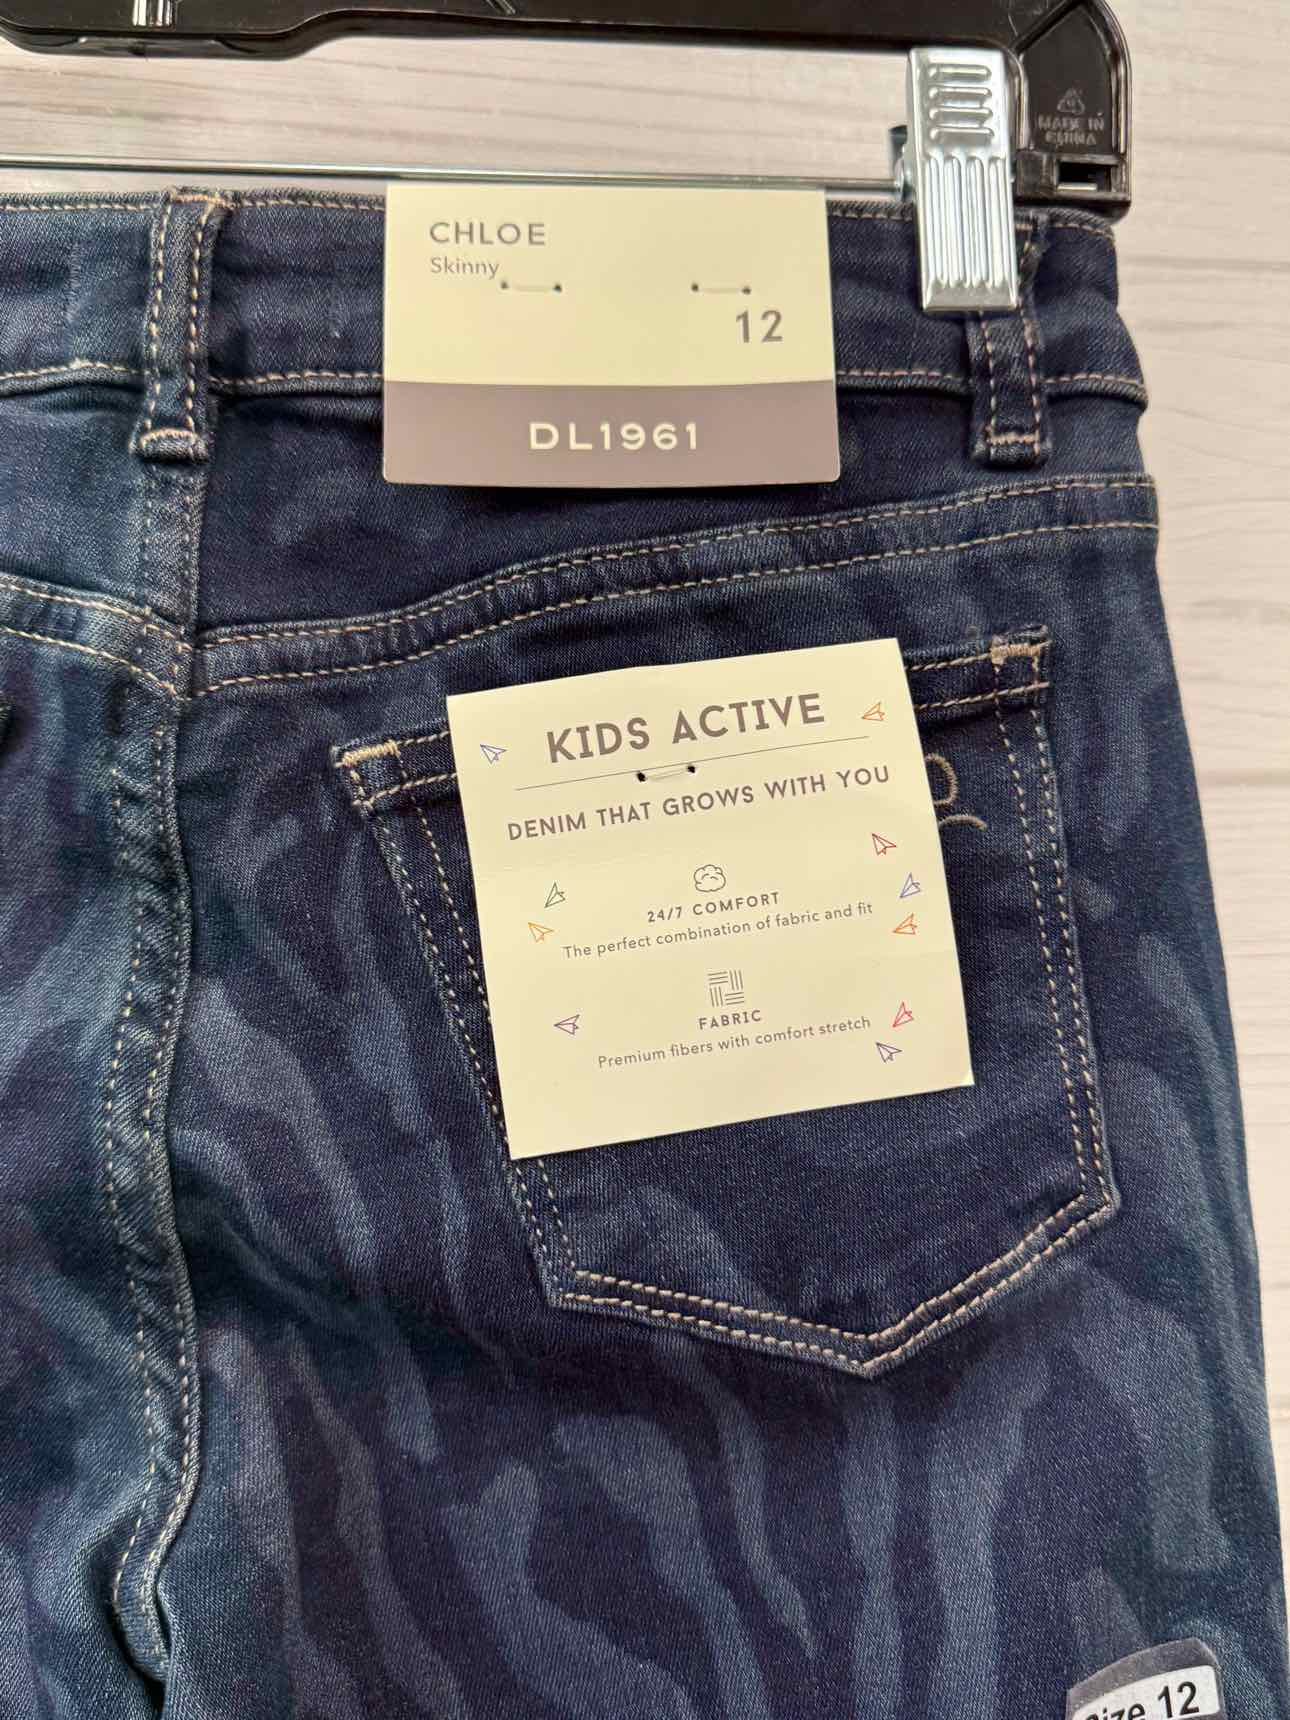 MADE IN
CHINA
CHLOE
Skinny
12
DL1961
KIDS ACTIVE
DENIM THAT GROWS WITH YOU
24/7 COMFORT
The perfect combination of fabric and fit
FABRIC
Premium fibers with comfort stretch
Size 12